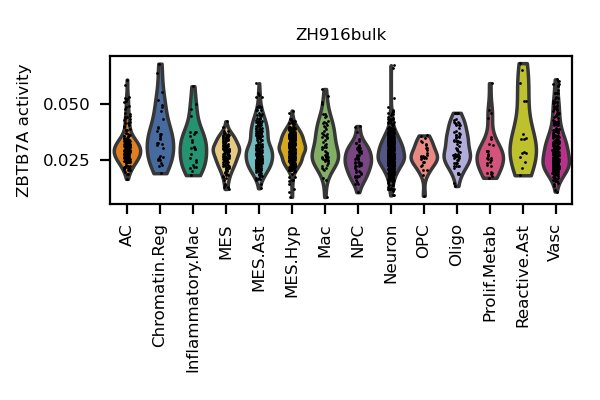 ZH916bulk
ZBTB7A activity
0.050
0.025
AC
Chromatin.Reg
Inflammatory.Mac
MES
MES.Ast
MES.Hyp
Mac
NPC
Neuron
OPC
Oligo
Prolif.Metab
Reactive.Ast
Vasc